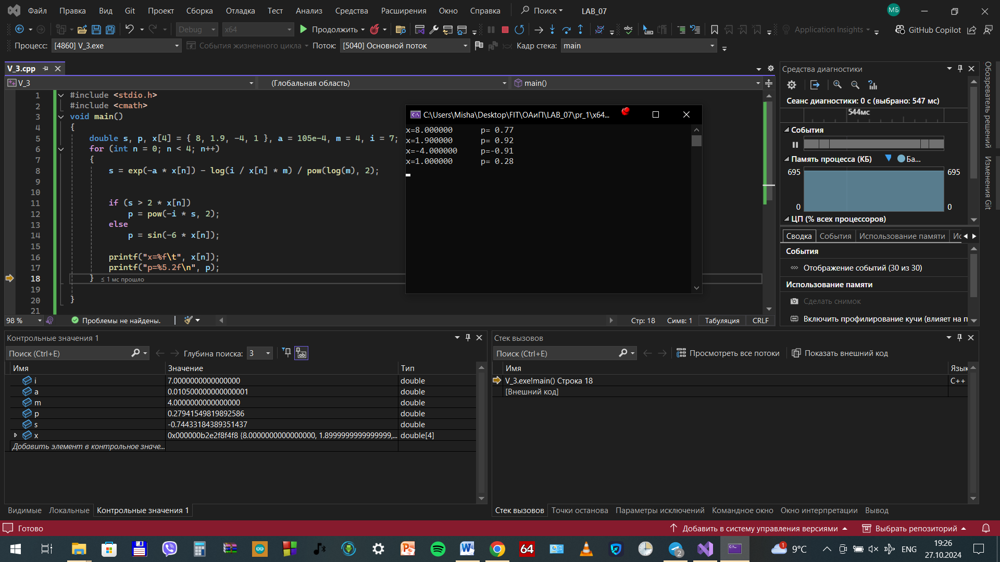 Файл Правка Вид Git Проект Сборка Отладка Тест Анализ Средства Расширения Окно Справка Поиск LAB_07 МБ
Debug x64 Продолжить abc Application Insights GitHub Copilot
Процесс: [4860] V_3.exe События жизненного цикла Поток: [5040] Основной поток Кадр стека: main
V_3.cpp
V_3 (Глобальная область) main()
1 #include <stdio.h>
2 #include <cmath>
3 void main()
4 {
5 double s, p, x[4] = { 8, 1.9, -4, 1 }, a = 105e-4, m = 4, i = 7;
6 for (int n = 0; n < 4; n++)
7 {
8 s = exp(-a * x[n]) - log(i / x[n] * m) / pow(log(m), 2);
9
10
11 if (s > 2 * x[n])
12 p = pow(-i * s, 2);
13 else
14 p = sin(-6 * x[n]);
15
16 printf("x=%f\t", x[n]);
17 printf("p=%5.2f\n", p);
18 } ≤ 1 мс прошло
19
20 }
21
C:\Users\Misha\Desktop\FIT\ОАиП\LAB_07\pr_1\x64...
x=8.000000 p= 0.77
x=1.900000 p= 0.92
x=-4.000000 p=-0.91
x=1.000000 p= 0.28
98 % Проблемы не найдены. Стр: 18 Симв: 1 Табуляция CRLF
Средства диагностики
Сеанс диагностики: 0 с (выбрано: 547 мс)
544мс
События
Память процесса (КБ) Ба...
695 695
0 0
ЦП (% всех процессоров)
Сводка События Использование памяти Ис
События
Отображение событий (30 из 30)
Использование памяти
Сделать снимок
Включить профилирование кучи (влияет на п
Обозреватель решений
Изменения Git
Контрольные значения 1
Поиск (Ctrl+E) Глубина поиска: 3
Имя Значение Тип
i 7.0000000000000000 double
a 0.010500000000000001 double
m 4.0000000000000000 double
p 0.27941549819892586 double
s -0.74433184389351437 double
x 0x000000b2e2f8f4f8 {8.0000000000000000, 1.8999999999999999,... double[4]
Добавить элемент в контрольное значе...
Видимые Локальные Контрольные значения 1
Стек вызовов
Поиск (Ctrl+E) Просмотреть все потоки Показать внешний код
Имя Язык
V_3.exe!main() Строка 18 C++
[Внешний код]
Стек вызовов Точки останова Параметры исключений Командное окно Окно интерпретации Вывод
Готово Добавить в систему управления версиями Выбрать репозиторий
64 2 1 9°C ENG 19:26
27.10.2024